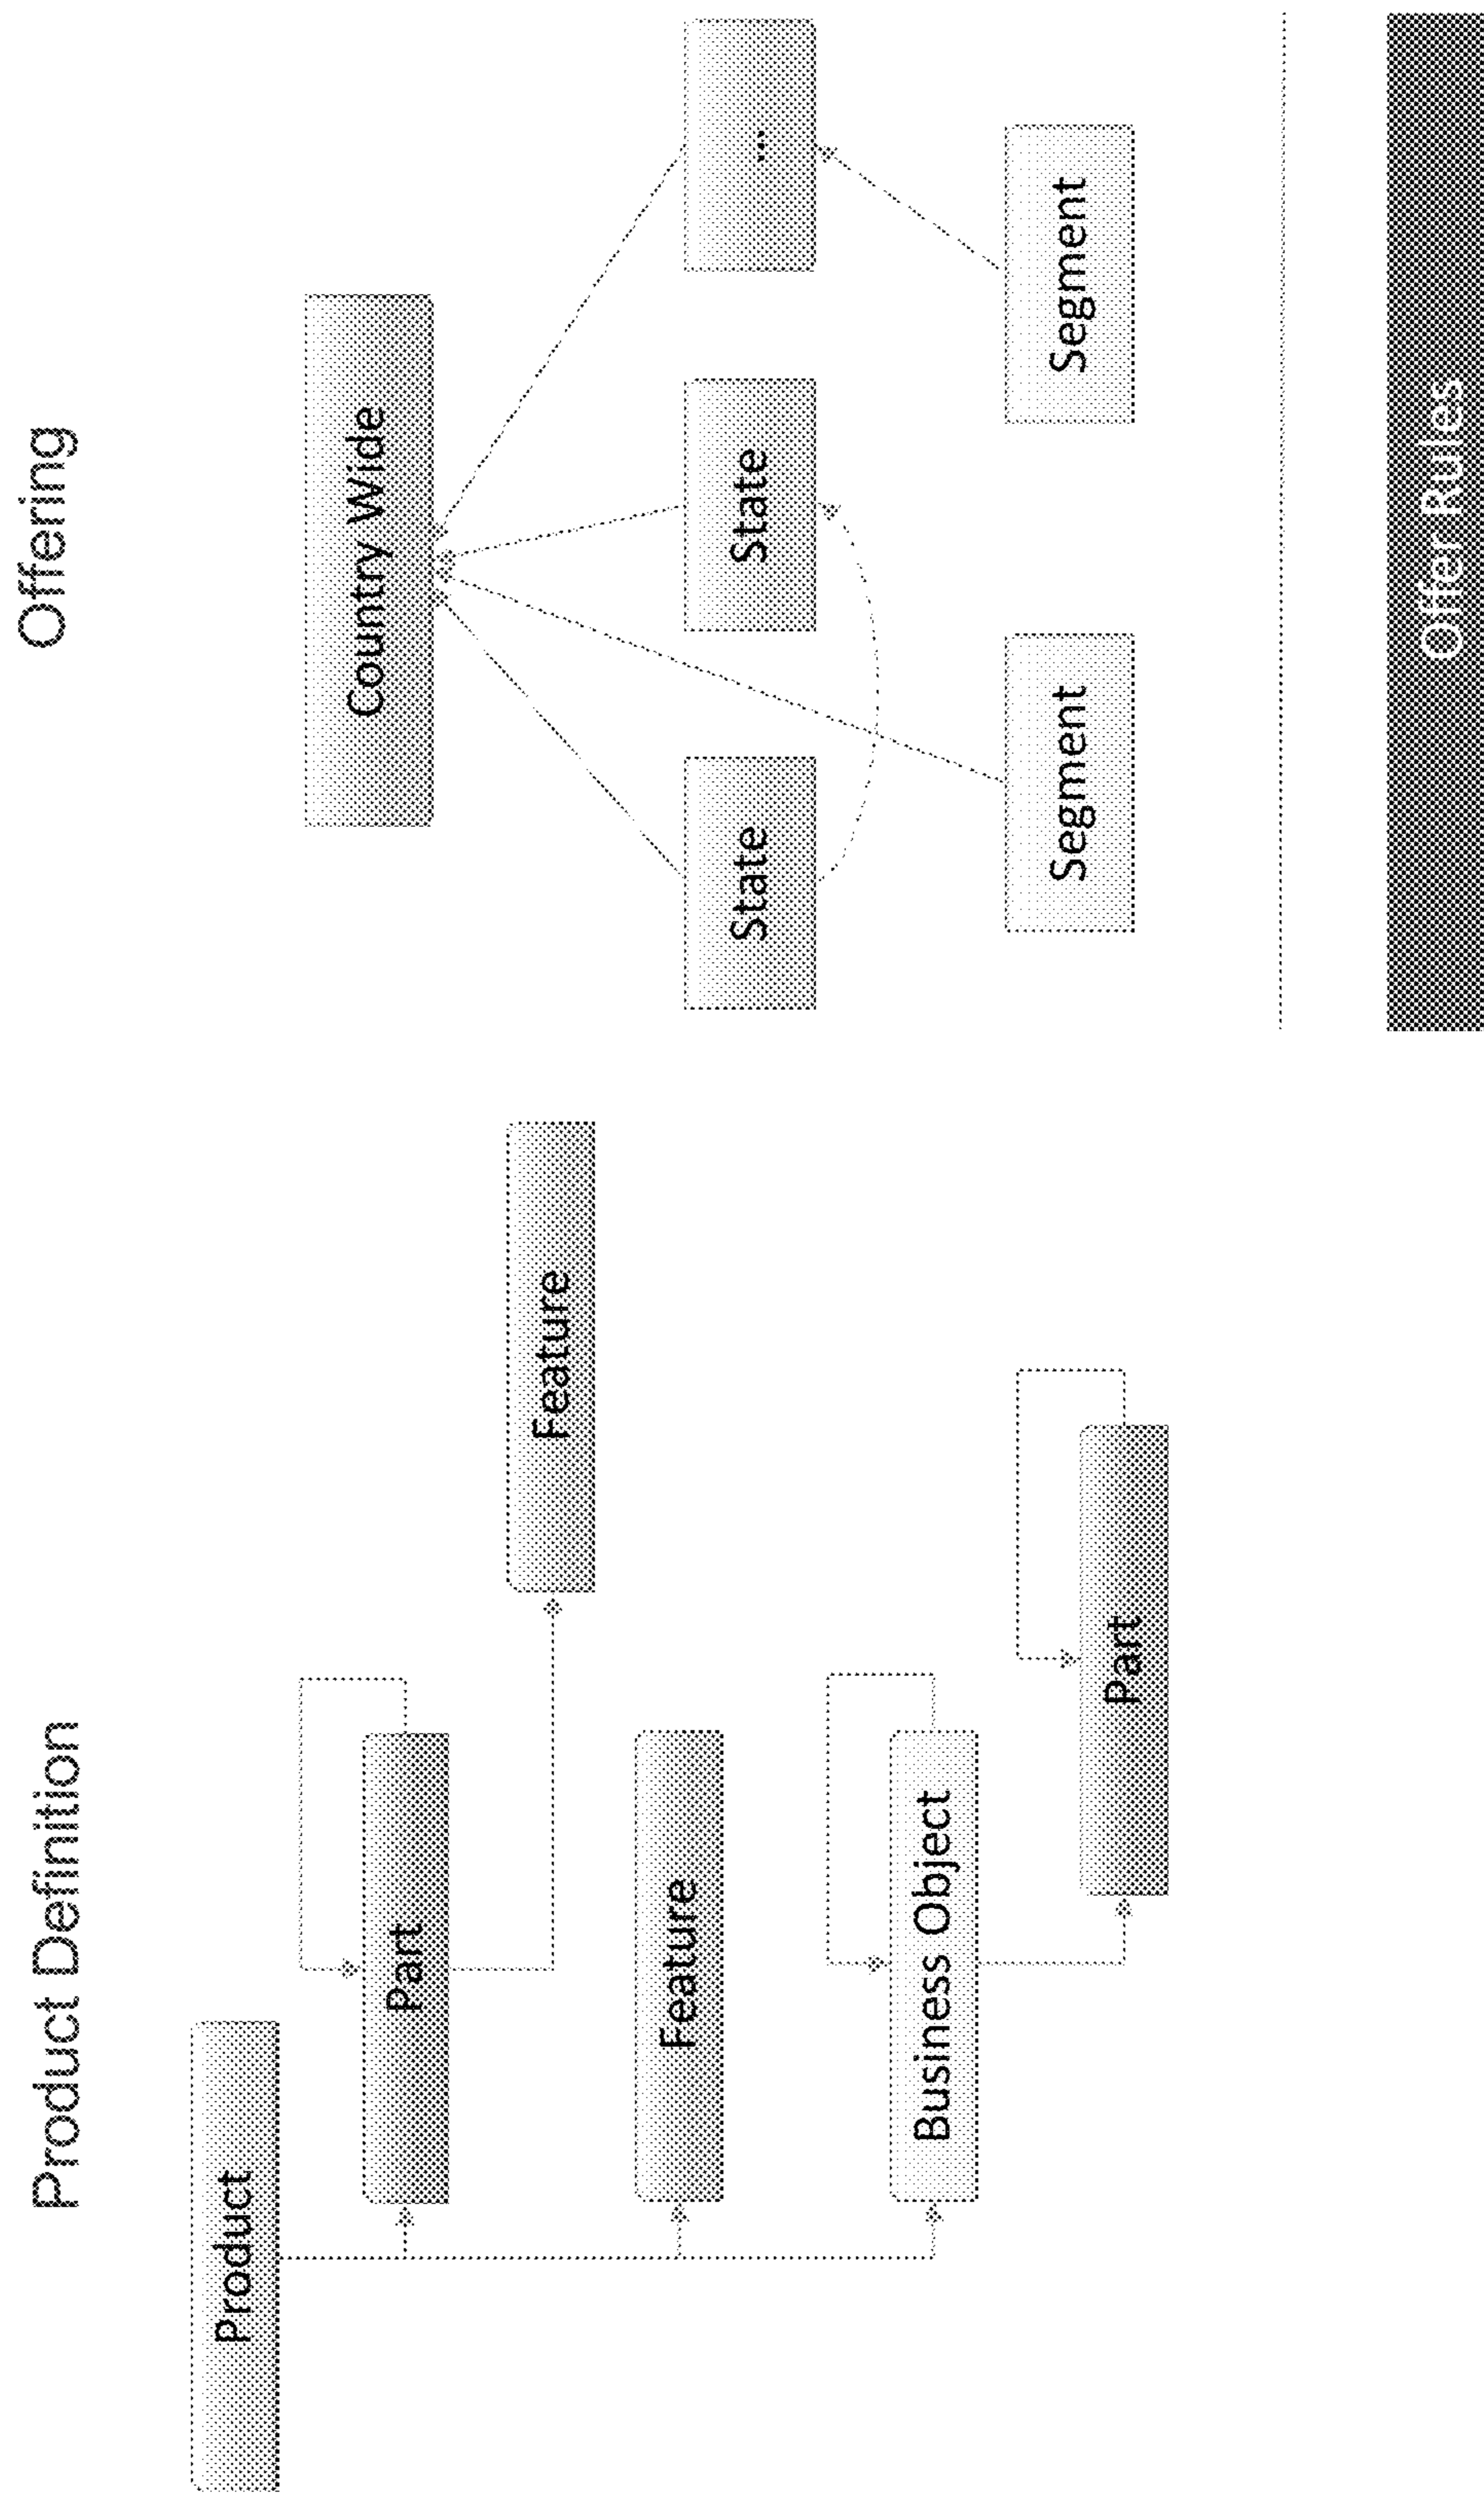 Product Definition
Product
Part
Feature
Feature
Business Object
Part
Offering
Country Wide
State
State
...
Segment
Segment
Offer Rules